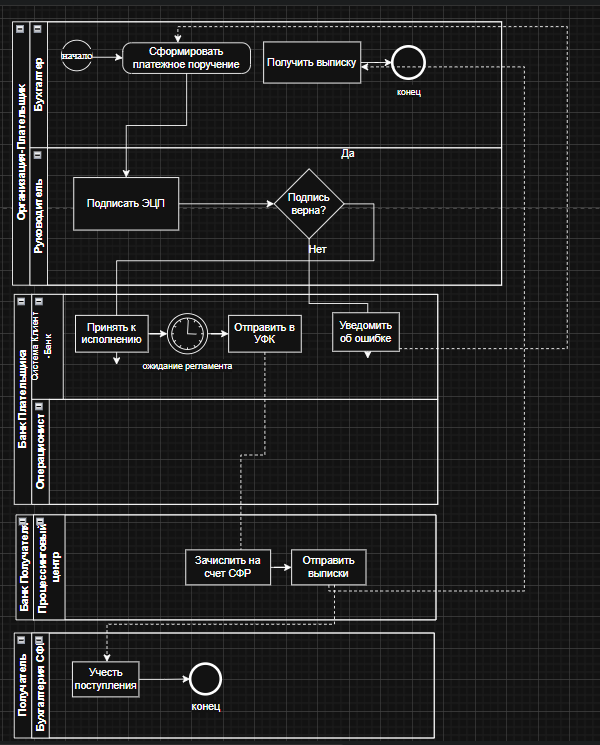 Организация-Плательщик
Бухгалтер
начало
Сформировать
платежное поручение
Получить выписку
конец
Руководитель
Да
Подписать ЭЦП
Подпись
верна?
Нет
Банк Плательщика
Система Клиент
-Банк
Принять к
исполнению
ожидание регламента
Отправить в
УФК
Уведомить
об ошибке
Операционист
Банк Получателя
Процессинговый
центр
Зачислить на
счет СФР
Отправить
выписки
Получатель
Бухгалтерия СФР
Учесть
поступления
конец